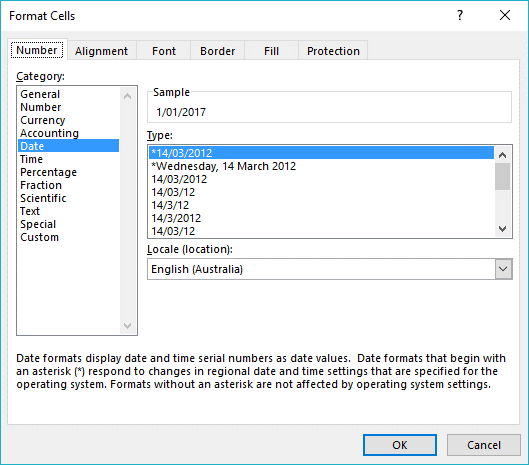 Format Cells
Number Alignment Font Border Fill Protection
Category:
General
Number
Currency
Accounting
Date
Time
Percentage
Fraction
Scientific
Text
Special
Custom
Sample
1/01/2017
Type:
*14/03/2012
*Wednesday, 14 March 2012
14/03/2012
14/03/12
14/3/12
14/3/2012
14/03/12
Locale (location):
English (Australia)
Date formats display date and time serial numbers as date values.  Date formats that begin with
an asterisk (*) respond to changes in regional date and time settings that are specified for the
operating system. Formats without an asterisk are not affected by operating system settings.
OK Cancel